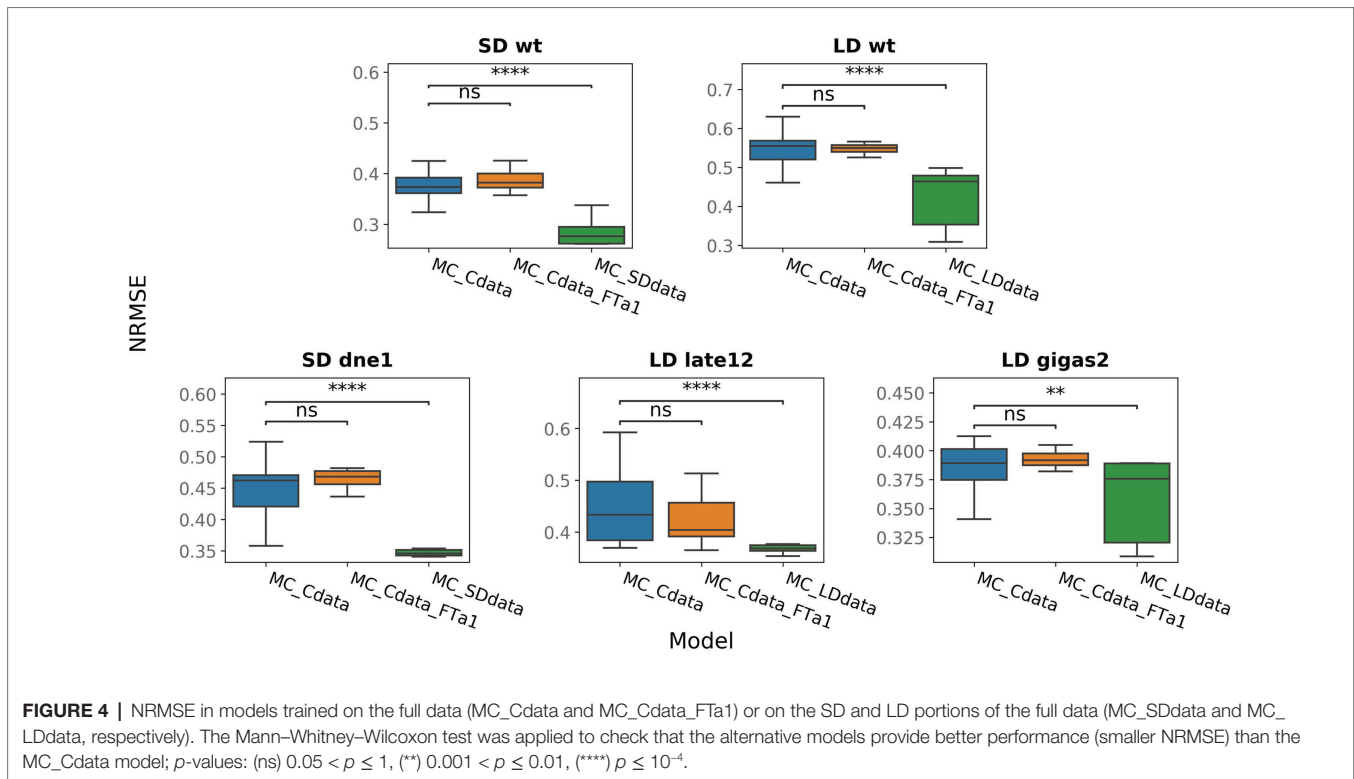 SD wt
LD wt
0.6
0.5
0.4
0.3
****
ns
MC_Cdata
MC_Cdata_FTa1
MC_SDdata
0.7
0.6
0.5
0.4
0.3
****
ns
MC_Cdata
MC_Cdata_FTa1
MC_LDdata
NRMSE
SD dne1
LD late12
LD gigas2
0.60
0.55
0.50
0.45
0.40
0.35
****
ns
MC_Cdata
MC_Cdata_FTa1
MC_SDdata
0.6
0.5
0.4
****
ns
MC_Cdata
MC_Cdata_FTa1
MC_LDdata
0.450
0.425
0.400
0.375
0.350
0.325
**
ns
MC_Cdata
MC_Cdata_FTa1
MC_LDdata
Model
FIGURE 4 | NRMSE in models trained on the full data (MC_Cdata and MC_Cdata_FTa1) or on the SD and LD portions of the full data (MC_SDdata and MC_
LDdata, respectively). The Mann–Whitney–Wilcoxon test was applied to check that the alternative models provide better performance (smaller NRMSE) than the
MC_Cdata model; p-values: (ns) 0.05 < p ≤ 1, (**) 0.001 < p ≤ 0.01, (****) p ≤ 10⁻⁴.